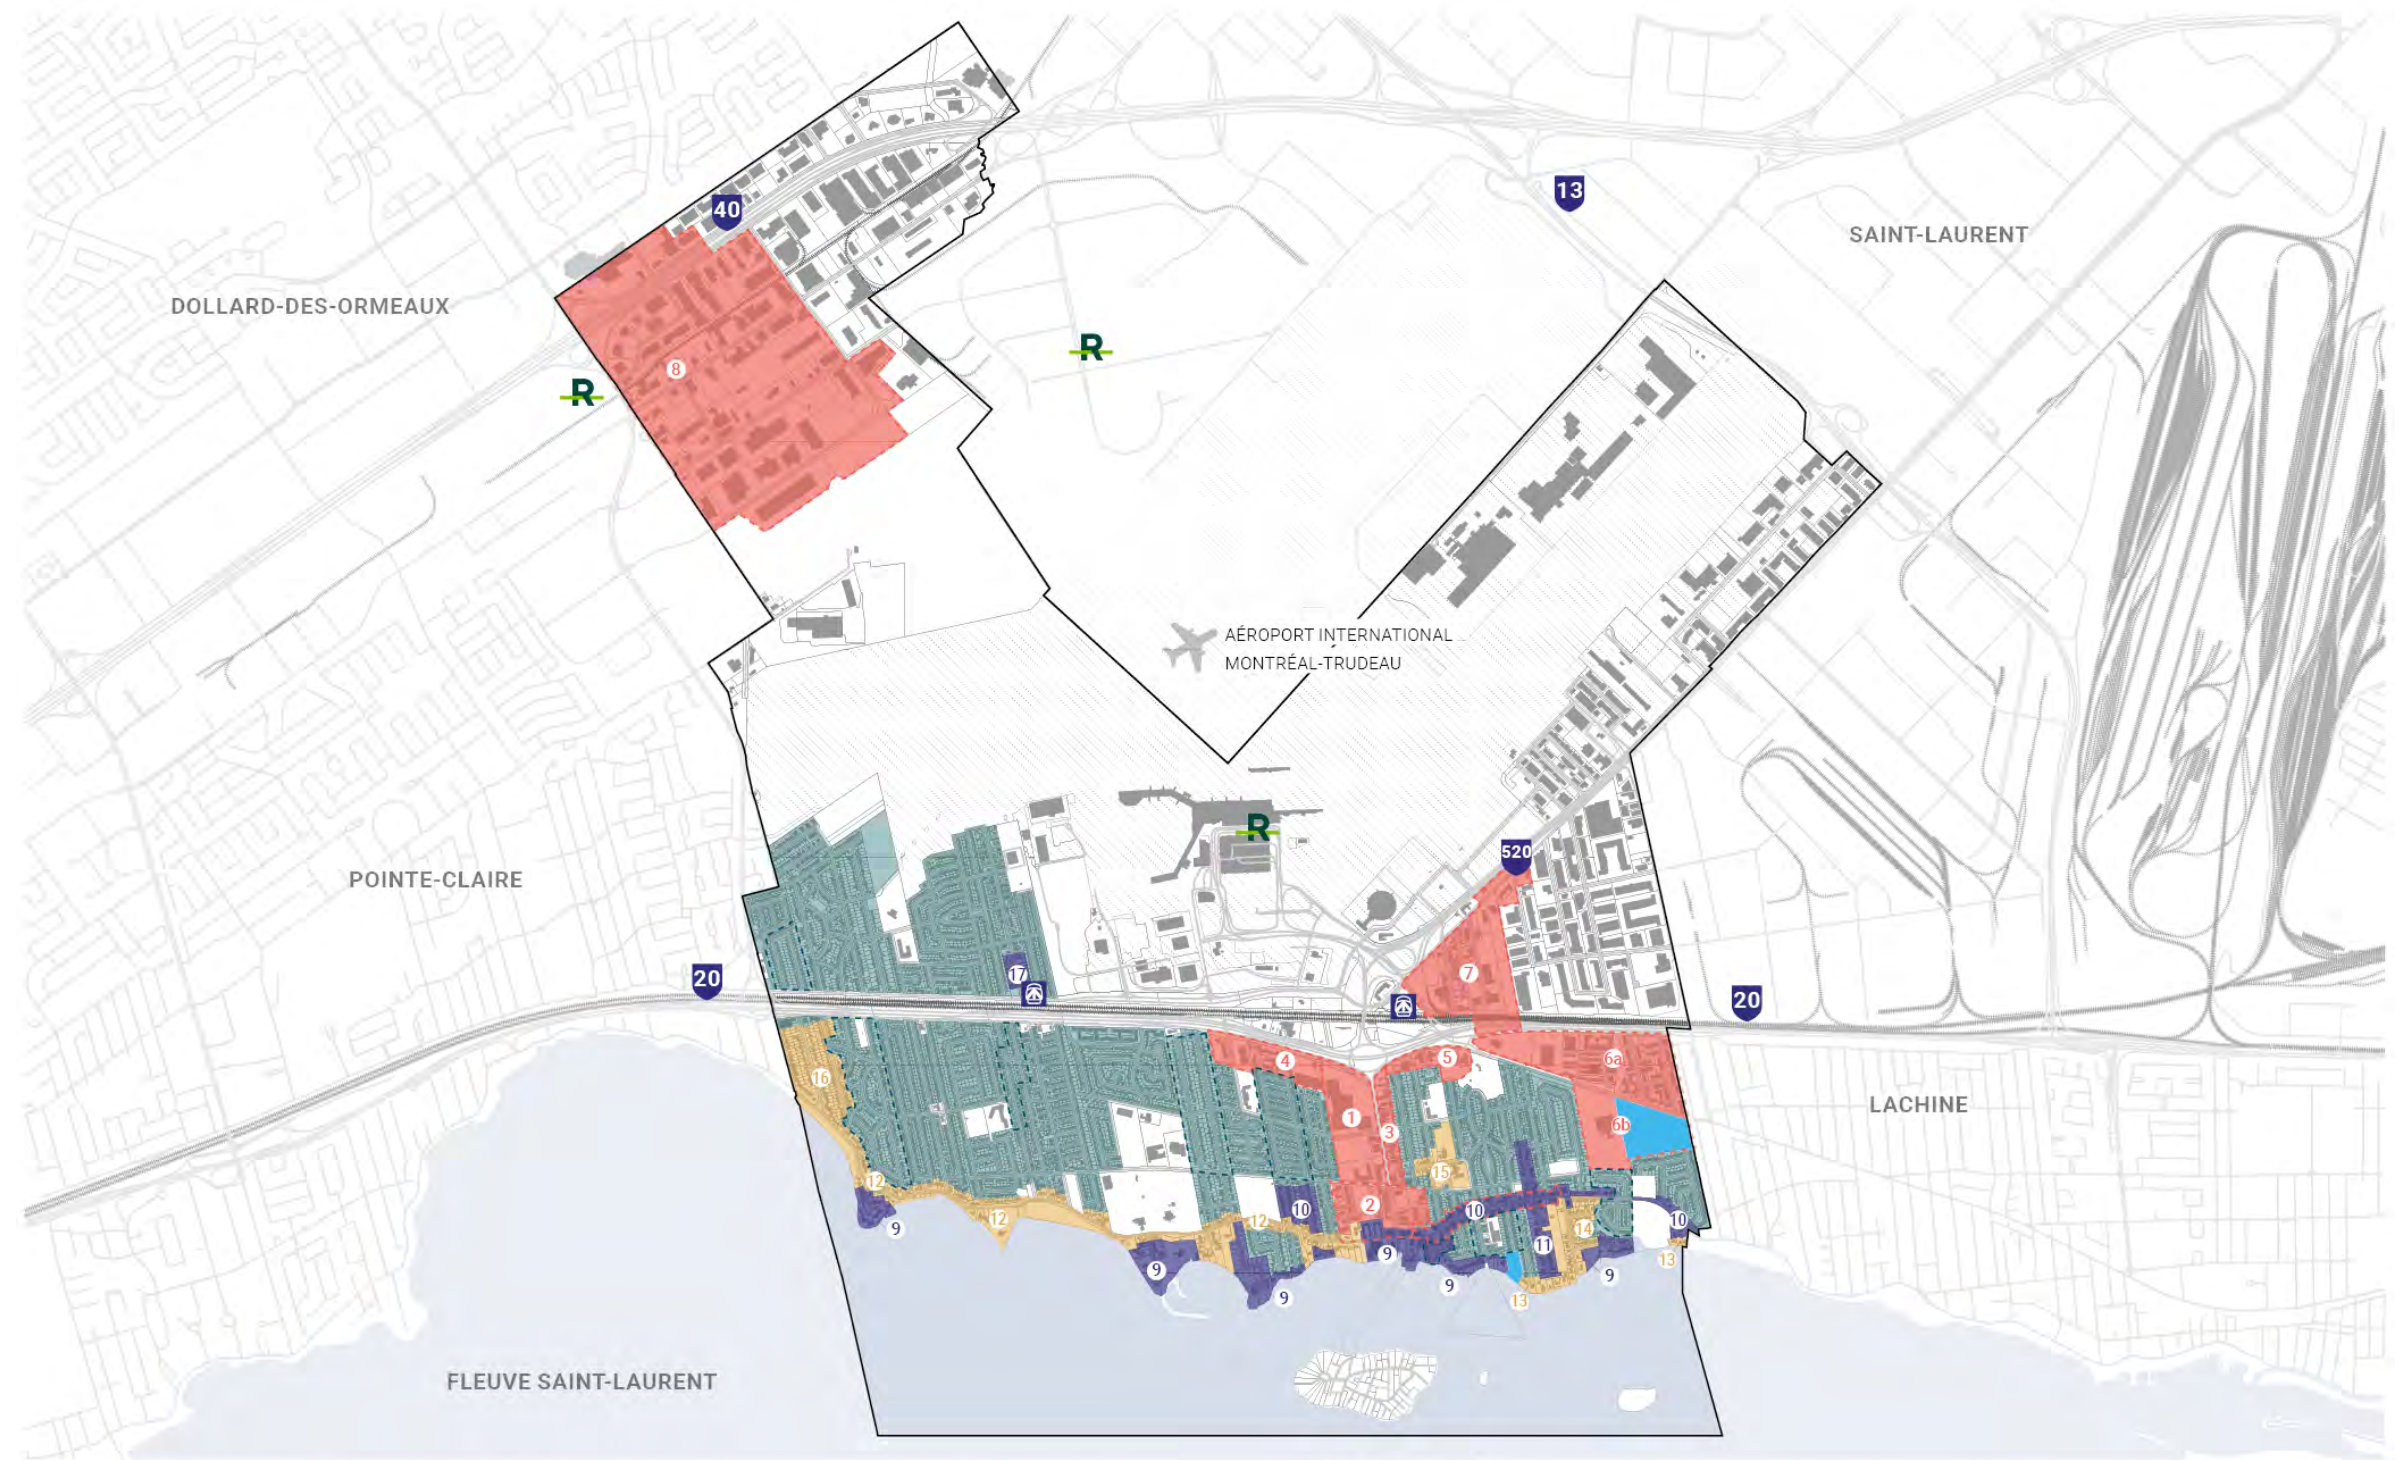 40
13
SAINT-LAURENT
DOLLARD-DES-ORMEAUX
R
8
R
AÉROPORT INTERNATIONAL
MONTRÉAL-TRUDEAU
R
520
POINTE-CLAIRE
17
7
20
20
4
5
6a
16
1
3
6b
LACHINE
15
12
2
10
10
12
12
9
14
10
11
9
13
9
9
9
9
13
FLEUVE SAINT-LAURENT